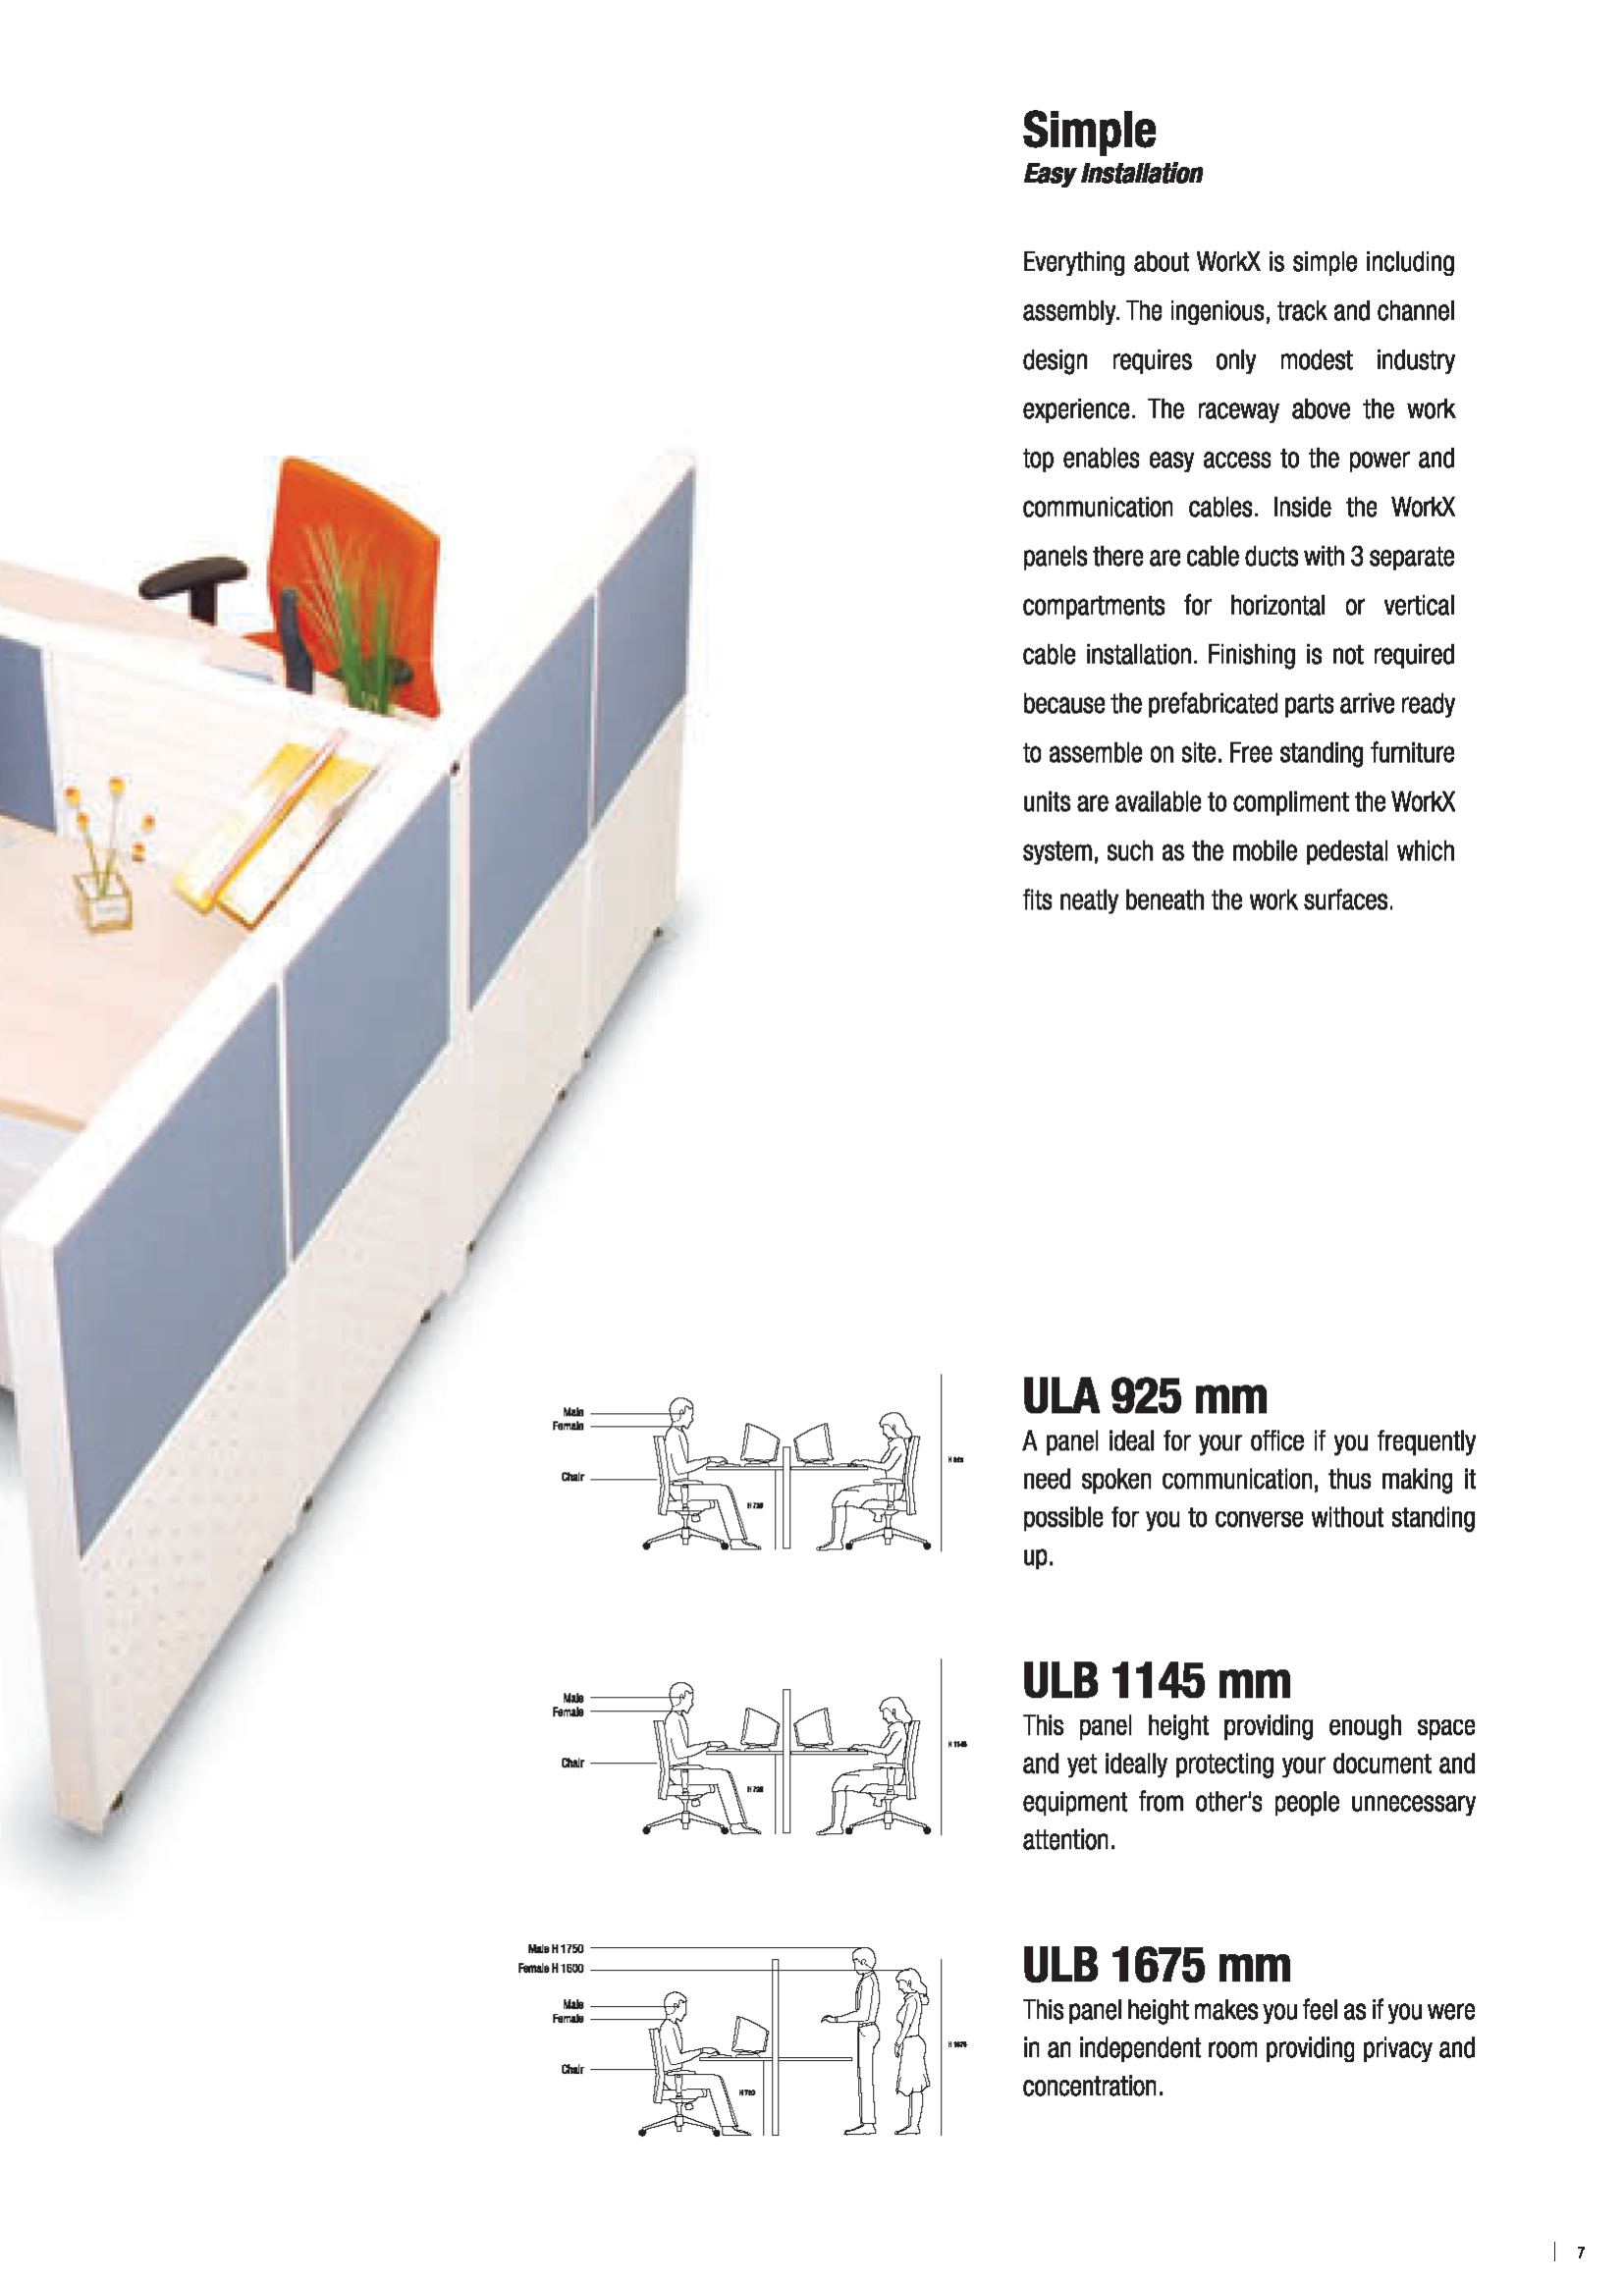 Simple
Easy Installation
Everything about WorkX is simple including
assembly. The ingenious, track and channel
design requires only modest industry
experience. The raceway above the work
top enables easy access to the power and
communication cables. Inside the WorkX
panels there are cable ducts with 3 separate
compartments for horizontal or vertical
cable installation. Finishing is not required
because the prefabricated parts arrive ready
to assemble on site. Free standing furniture
units are available to compliment the WorkX
system, such as the mobile pedestal which
fits neatly beneath the work surfaces.
Male
Female
Chair
ULA 925 mm
A panel ideal for your office if you frequently
need spoken communication, thus making it
possible for you to converse without standing
up.
Male
Female
Chair
H 1145
ULB 1145 mm
This panel height providing enough space
and yet ideally protecting your document and
equipment from other's people unnecessary
attention.
Male H 1750
Female H 1600
Male
Female
Chair
ULB 1675 mm
This panel height makes you feel as if you were
in an independent room providing privacy and
concentration.
7